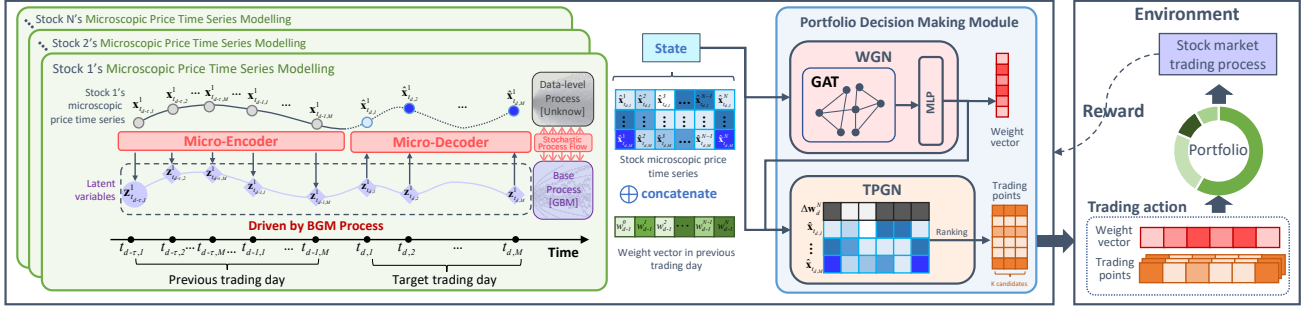 Stock N's Microscopic Price Time Series Modelling
Stock 2's Microscopic Price Time Series Modelling
Stock 1's Microscopic Price Time Series Modelling
Stock 1's
microscopic
price time series
Data-level
Process
[Unknow]
Micro-Encoder
Micro-Decoder
Stochastic
Process Flow
Latent
variables
Base
Process
[GBM]
Driven by BGM Process
Time
Previous trading day
Target trading day
State
Stock microscopic price
time series
concatenate
Weight vector in previous
trading day
Portfolio Decision Making Module
WGN
GAT
MLP
Weight
vector
TPGN
Ranking
Trading
points
K candidates
Environment
Stock market
trading process
Reward
Portfolio
Trading action
Weight
vector
Trading
points